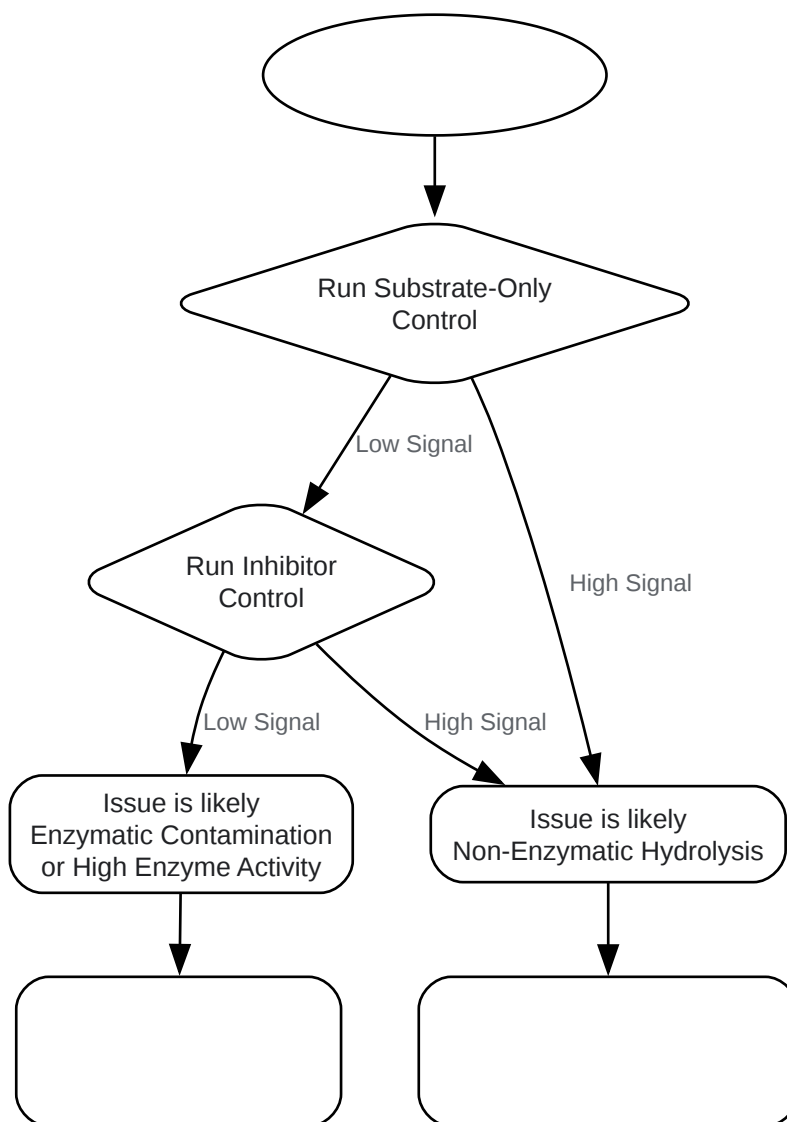 Run Substrate-Only
Control
Low Signal
Run Inhibitor
Control
High Signal
Low Signal
High Signal
Issue is likely
Enzymatic Contamination
or High Enzyme Activity
Issue is likely
Non-Enzymatic Hydrolysis